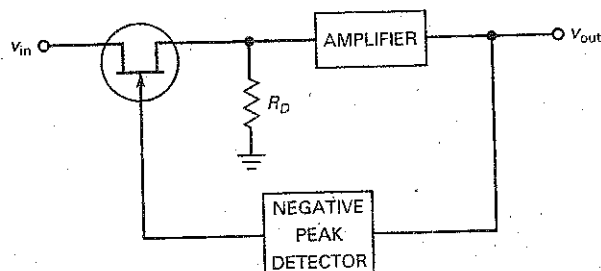 v_in
AMPLIFIER
v_out
R_D
NEGATIVE
PEAK
DETECTOR